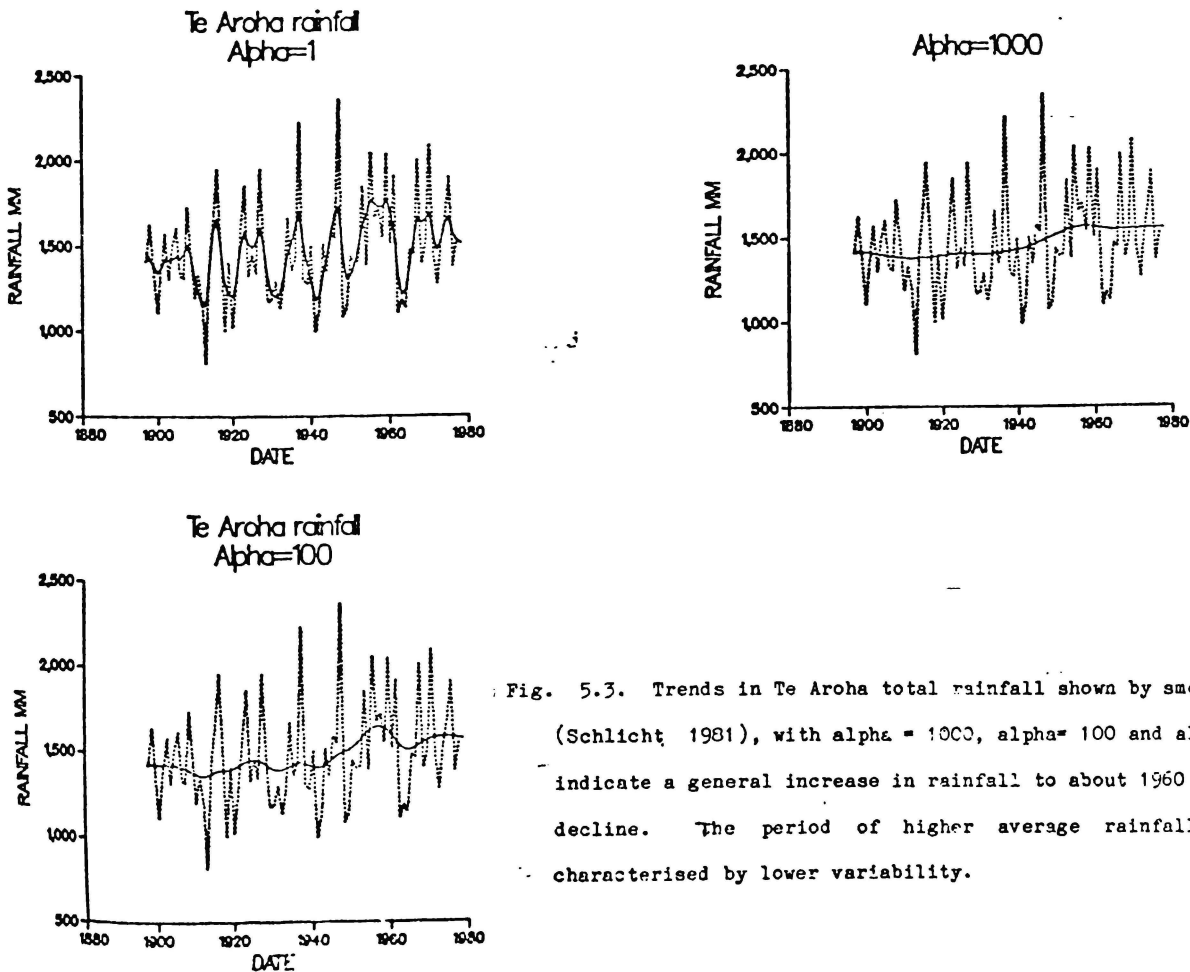 Te Aroha rainfall
Alpha=1
2,500
2,000
1,500
1,000
500
RAINFALL MM
1880 1900 1920 1940 1960 1980
DATE
Alpha=1000
2,500
2,000
1,500
1,000
500
RAINFALL MM
1880 1900 1920 1940 1960 1980
DATE
Te Aroha rainfall
Alpha=100
2,500
2,000
1,500
1,000
500
RAINFALL MM
1880 1900 1920 1940 1960 1980
DATE
Fig. 5.3. Trends in Te Aroha total rainfall shown by smo
(Schlicht 1981), with alpha = 1000, alpha= 100 and al
indicate a general increase in rainfall to about 1960
decline. The period of higher average rainfall
characterised by lower variability.